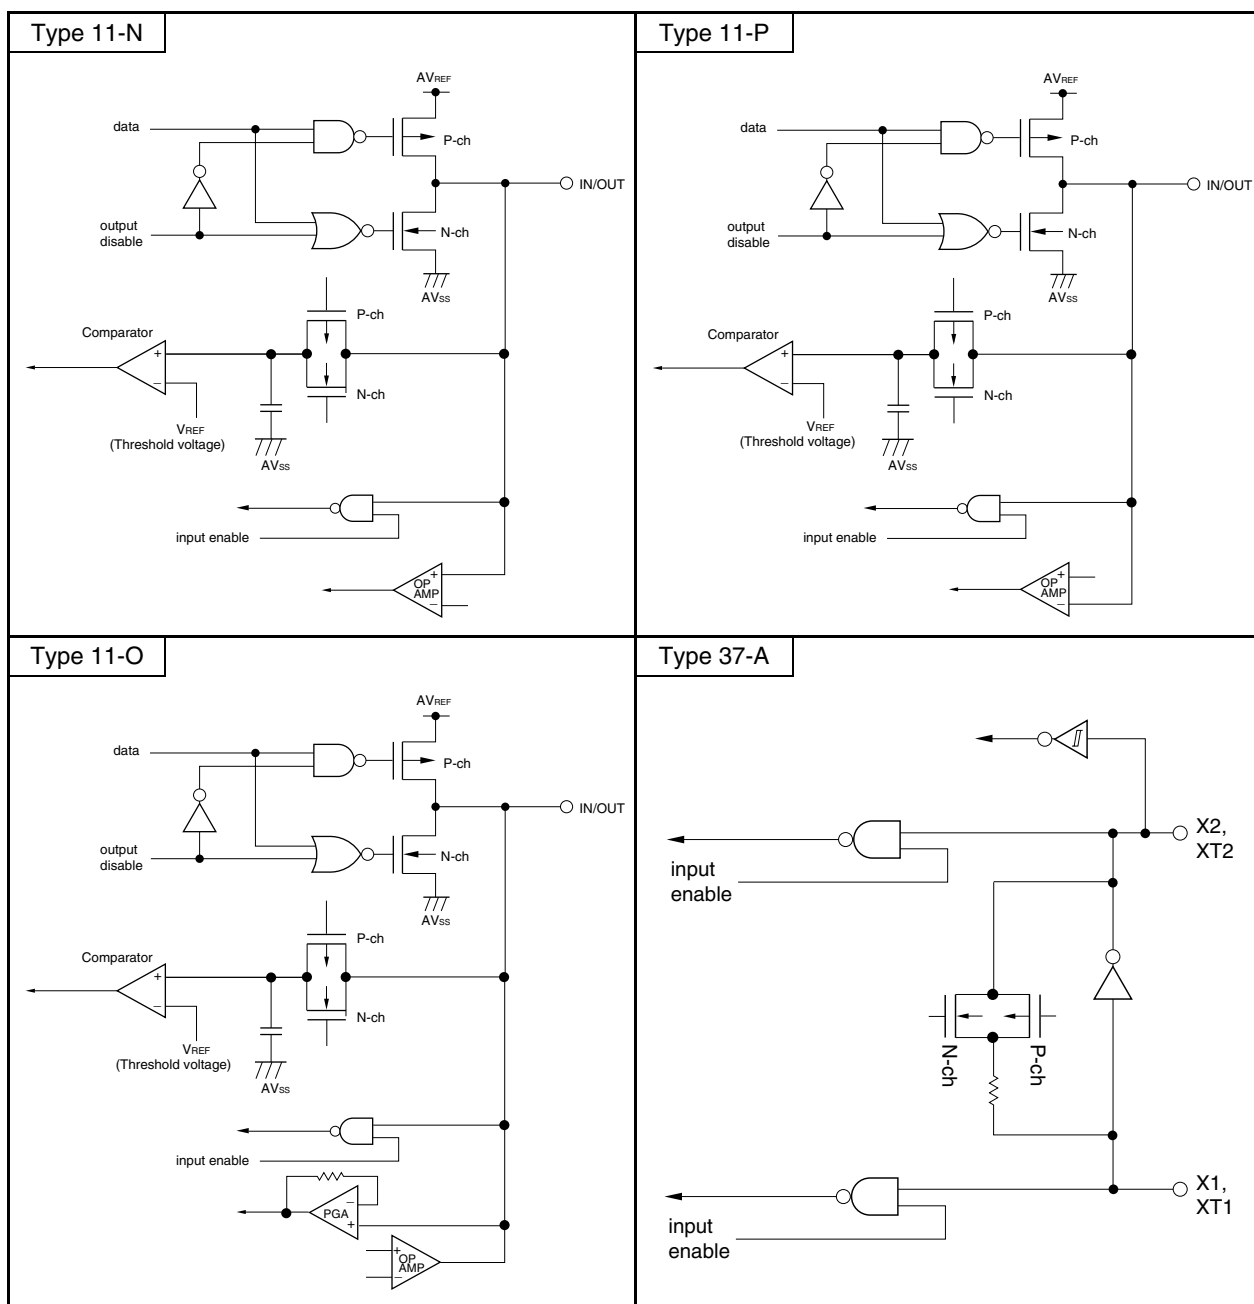 Type 11-N
AVREF
data
P-ch
IN/OUT
output
disable
N-ch
AVSS
P-ch
Comparator
+
–
N-ch
VREF
(Threshold voltage)
AVSS
input enable
+
OP
AMP
–
Type 11-P
AVREF
data
P-ch
IN/OUT
output
disable
N-ch
AVSS
P-ch
Comparator
+
–
N-ch
VREF
(Threshold voltage)
AVSS
input enable
+
OP
AMP
–
Type 11-O
AVREF
data
P-ch
IN/OUT
output
disable
N-ch
AVSS
P-ch
Comparator
+
–
N-ch
VREF
(Threshold voltage)
AVSS
input enable
–
PGA
+
+
OP
AMP
–
Type 37-A
X2,
XT2
input
enable
N-ch
P-ch
X1,
XT1
input
enable